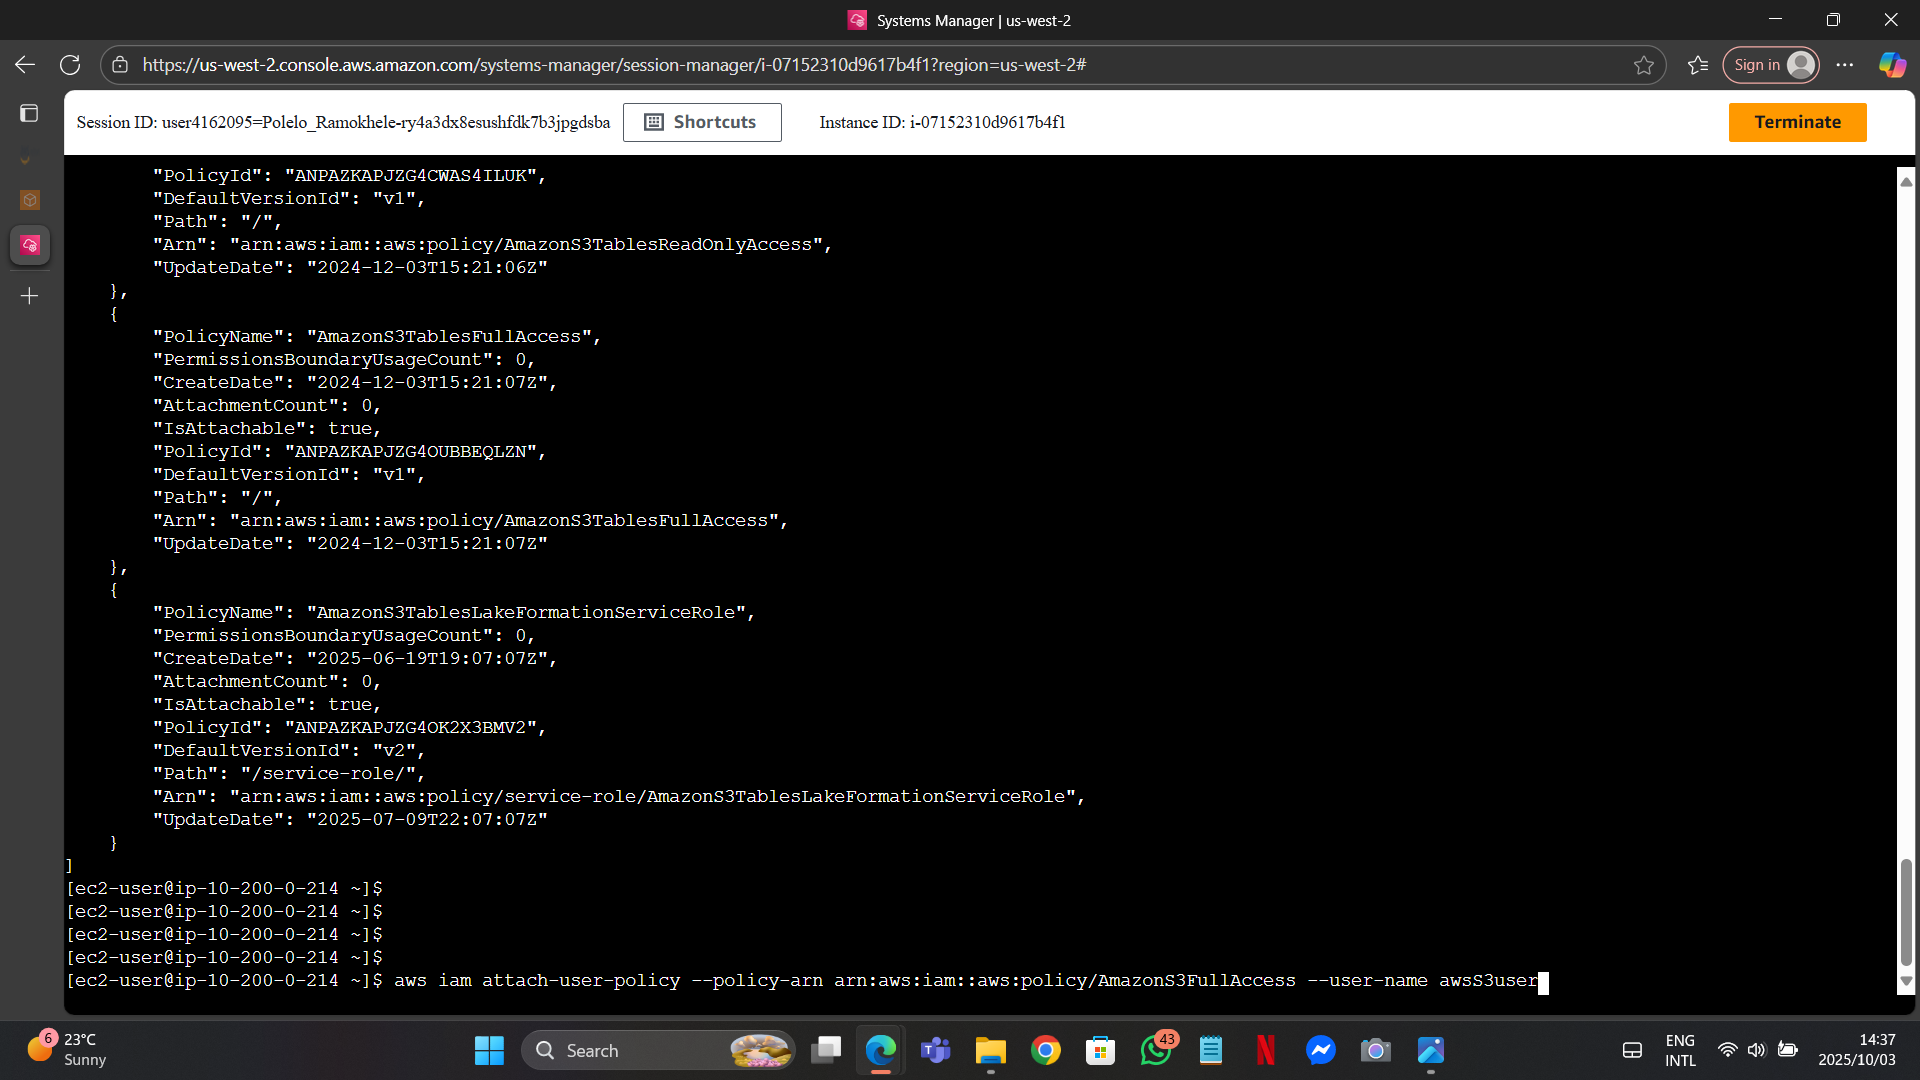 Systems Manager | us-west-2
https://us-west-2.console.aws.amazon.com/systems-manager/session-manager/i-07152310d9617b4f1?region=us-west-2#
Sign in
Session ID: user4162095=Polelo_Ramokhele-ry4a3dx8esushfdk7b3jpgdsba
Shortcuts
Instance ID: i-07152310d9617b4f1
Terminate
"PolicyId": "ANPAZKAPJZG4CWAS4ILUK",
"DefaultVersionId": "v1",
"Path": "/",
"Arn": "arn:aws:iam::aws:policy/AmazonS3TablesReadOnlyAccess",
"UpdateDate": "2024-12-03T15:21:06Z"
},
{
"PolicyName": "AmazonS3TablesFullAccess",
"PermissionsBoundaryUsageCount": 0,
"CreateDate": "2024-12-03T15:21:07Z",
"AttachmentCount": 0,
"IsAttachable": true,
"PolicyId": "ANPAZKAPJZG4OUBBEQLZN",
"DefaultVersionId": "v1",
"Path": "/",
"Arn": "arn:aws:iam::aws:policy/AmazonS3TablesFullAccess",
"UpdateDate": "2024-12-03T15:21:07Z"
},
{
"PolicyName": "AmazonS3TablesLakeFormationServiceRole",
"PermissionsBoundaryUsageCount": 0,
"CreateDate": "2025-06-19T19:07:07Z",
"AttachmentCount": 0,
"IsAttachable": true,
"PolicyId": "ANPAZKAPJZG4OK2X3BMV2",
"DefaultVersionId": "v2",
"Path": "/service-role/",
"Arn": "arn:aws:iam::aws:policy/service-role/AmazonS3TablesLakeFormationServiceRole",
"UpdateDate": "2025-07-09T22:07:07Z"
}
]
[ec2-user@ip-10-200-0-214 ~]$
[ec2-user@ip-10-200-0-214 ~]$
[ec2-user@ip-10-200-0-214 ~]$
[ec2-user@ip-10-200-0-214 ~]$
[ec2-user@ip-10-200-0-214 ~]$ aws iam attach-user-policy --policy-arn arn:aws:iam::aws:policy/AmazonS3FullAccess --user-name awsS3user
6
23°C
Sunny
Search
43
ENG
INTL
14:37
2025/10/03